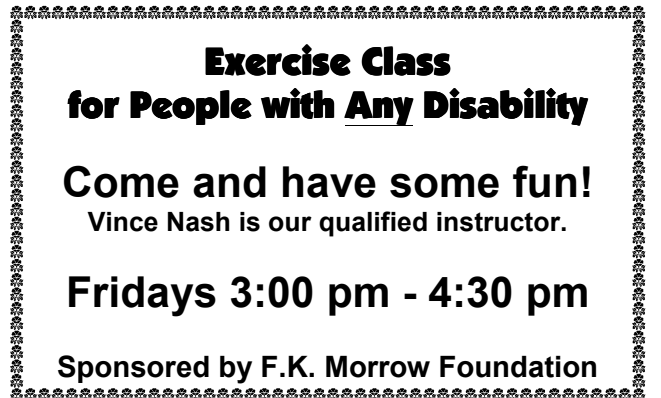 Exercise Class
for People with Any Disability
Come and have some fun!
Vince Nash is our qualified instructor.
Fridays 3:00 pm - 4:30 pm
Sponsored by F.K. Morrow Foundation